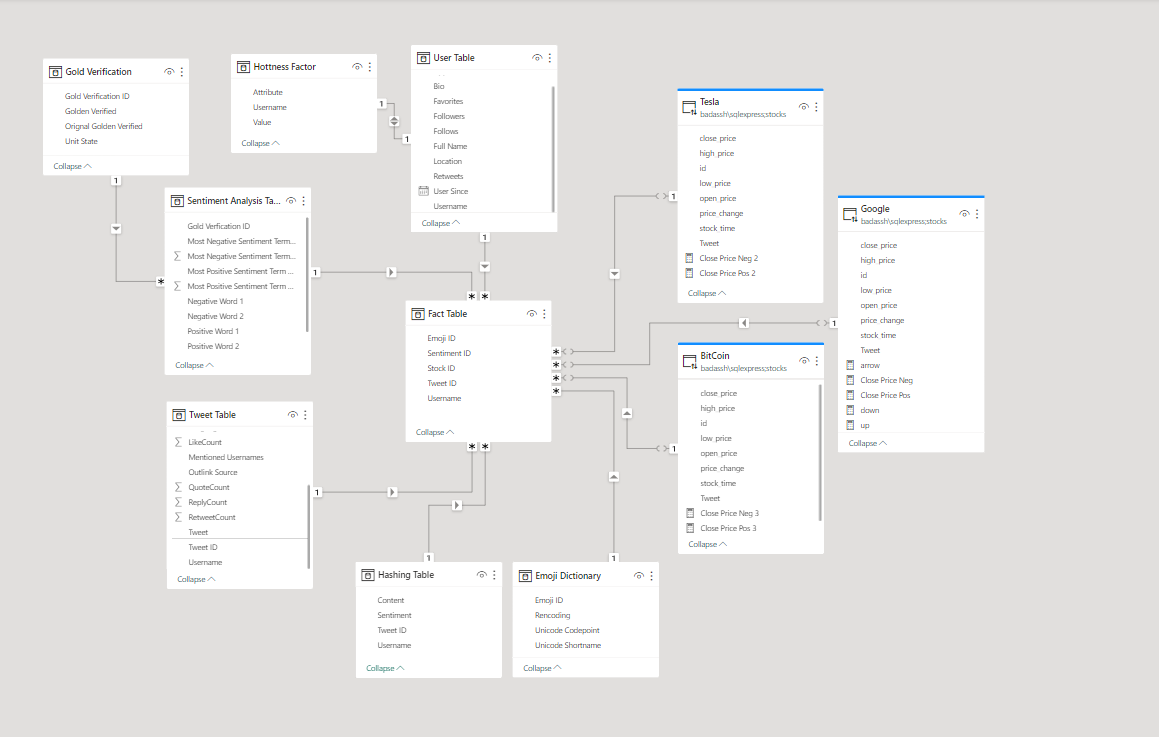 Gold Verification
Gold Verification ID
Golden Verified
Orignal Golden Verified
Unit State
Collapse
Hottness Factor
Attribute
Username
Value
Collapse
User Table
Bio
Favorites
Followers
Follows
Full Name
Location
Retweets
User Since
Username
Collapse
Sentiment Analysis Ta...
Gold Verfication ID
Most Negative Sentiment Term...
Most Negative Sentiment Term...
Most Positive Sentiment Term ...
Most Positive Sentiment Term ...
Negative Word 1
Negative Word 2
Positive Word 1
Positive Word 2
Collapse
Fact Table
Emoji ID
Sentiment ID
Stock ID
Tweet ID
Username
Collapse
Tesla
badassh\sqlexpress;stocks
close_price
high_price
id
low_price
open_price
price_change
stock_time
Tweet
Close Price Neg 2
Close Price Pos 2
Collapse
Google
badassh\sqlexpress;stocks
close_price
high_price
id
low_price
open_price
price_change
stock_time
Tweet
arrow
Close Price Neg
Close Price Pos
down
up
Collapse
BitCoin
badassh\sqlexpress;stocks
close_price
high_price
id
low_price
open_price
price_change
stock_time
Tweet
Close Price Neg 3
Close Price Pos 3
Collapse
Tweet Table
LikeCount
Mentioned Usernames
Outlink Source
QuoteCount
ReplyCount
RetweetCount
Tweet
Tweet ID
Username
Collapse
Hashing Table
Content
Sentiment
Tweet ID
Username
Collapse
Emoji Dictionary
Emoji ID
Rencoding
Unicode Codepoint
Unicode Shortname
Collapse
1
1
1
*
1
1
*
*
1
*
*
*
*
1
1
1
*
*
1
1
1